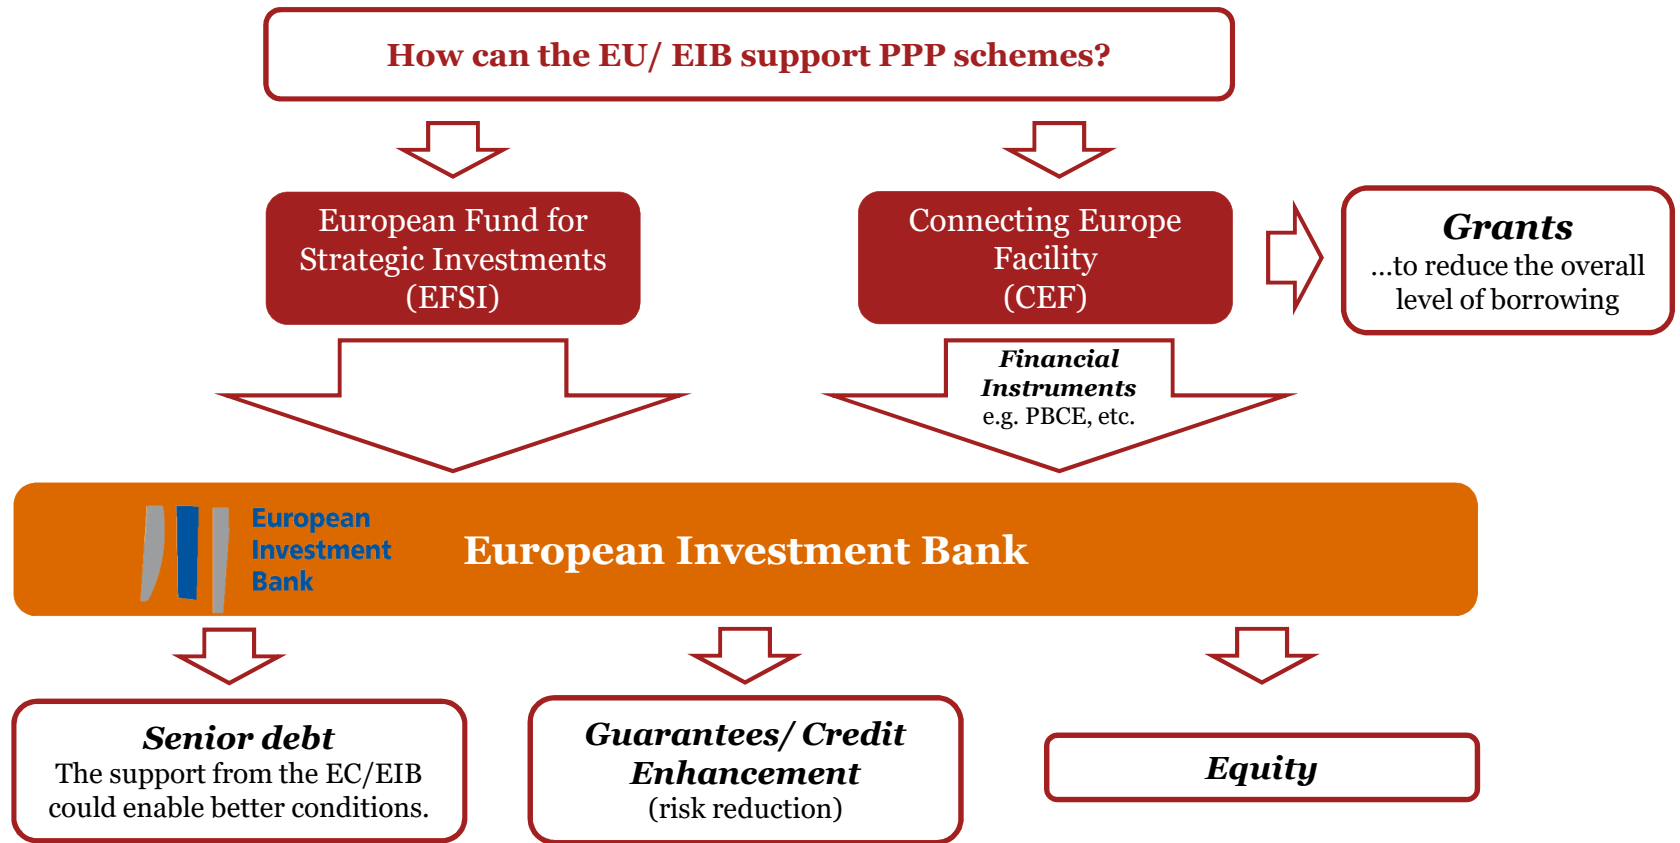 How can the EU/ EIB support PPP schemes?
European Fund for
Strategic Investments
(EFSI)
Connecting Europe
Facility
(CEF)
Grants
...to reduce the overall
level of borrowing
Financial
Instruments
e.g. PBCE, etc.
European
Investment
Bank
European Investment Bank
Senior debt
The support from the EC/EIB
could enable better conditions.
Guarantees/ Credit
Enhancement
(risk reduction)
Equity